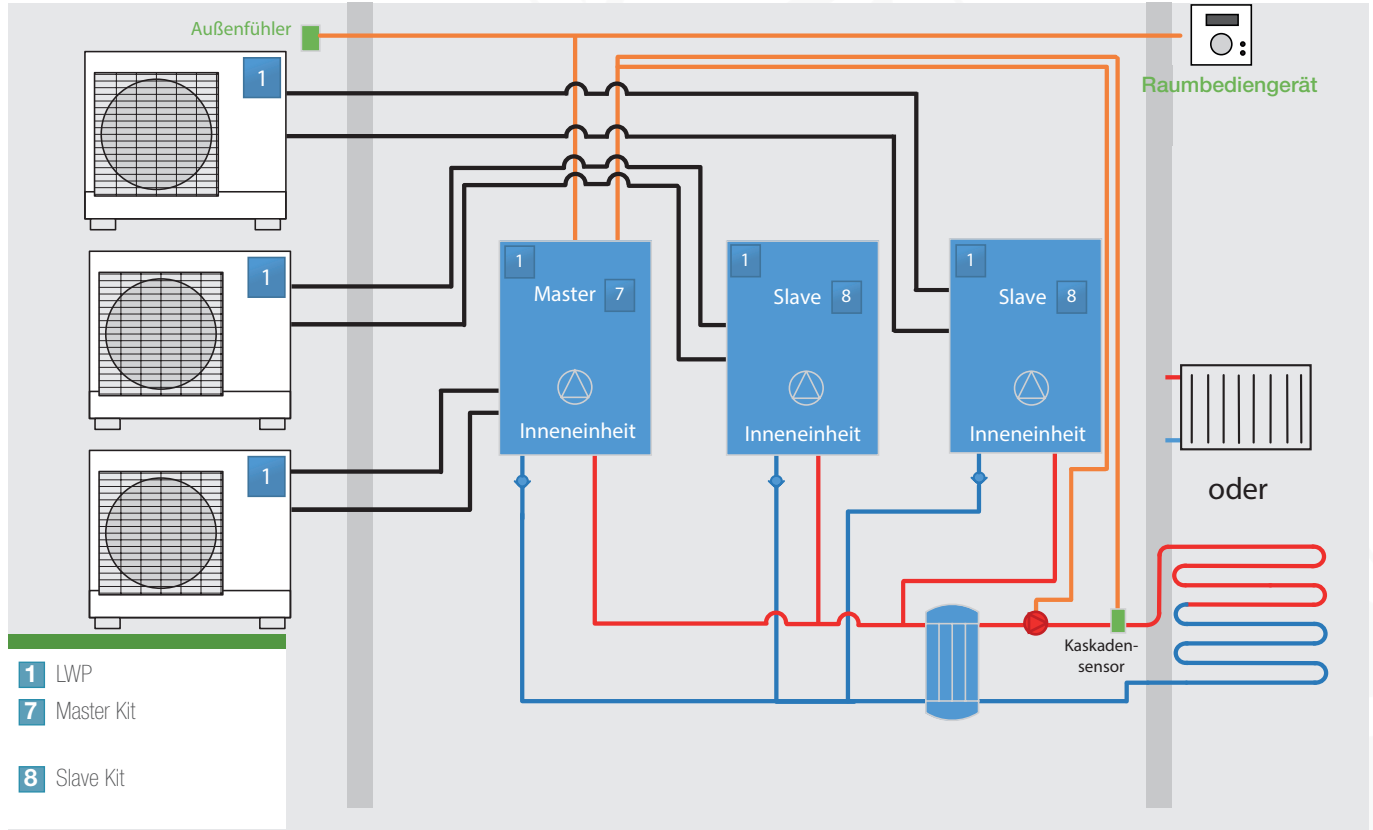 Außenfühler
Raumbediengerät
1
1
1
1
Master 7
Inneneinheit
1
Slave 8
Inneneinheit
1
Slave 8
Inneneinheit
oder
Kaskaden-
sensor
1 LWP
7 Master Kit
8 Slave Kit